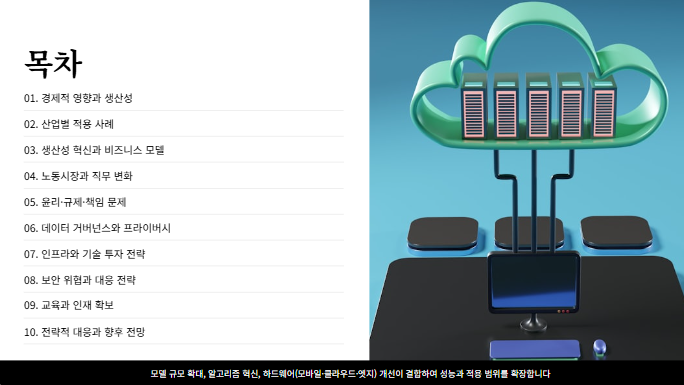 목차
01. 경제적 영향과 생산성
02. 산업별 적용 사례
03. 생산성 혁신과 비즈니스 모델
04. 노동시장과 직무 변화
05. 윤리·규제·책임 문제
06. 데이터 거버넌스와 프라이버시
07. 인프라와 기술 투자 전략
08. 보안 위협과 대응 전략
09. 교육과 인재 확보
10. 전략적 대응과 향후 전망
모델 규모 확대, 알고리즘 혁신, 하드웨어(모바일·클라우드·엣지) 개선이 결합하여 성능과 적용 범위를 확장합니다